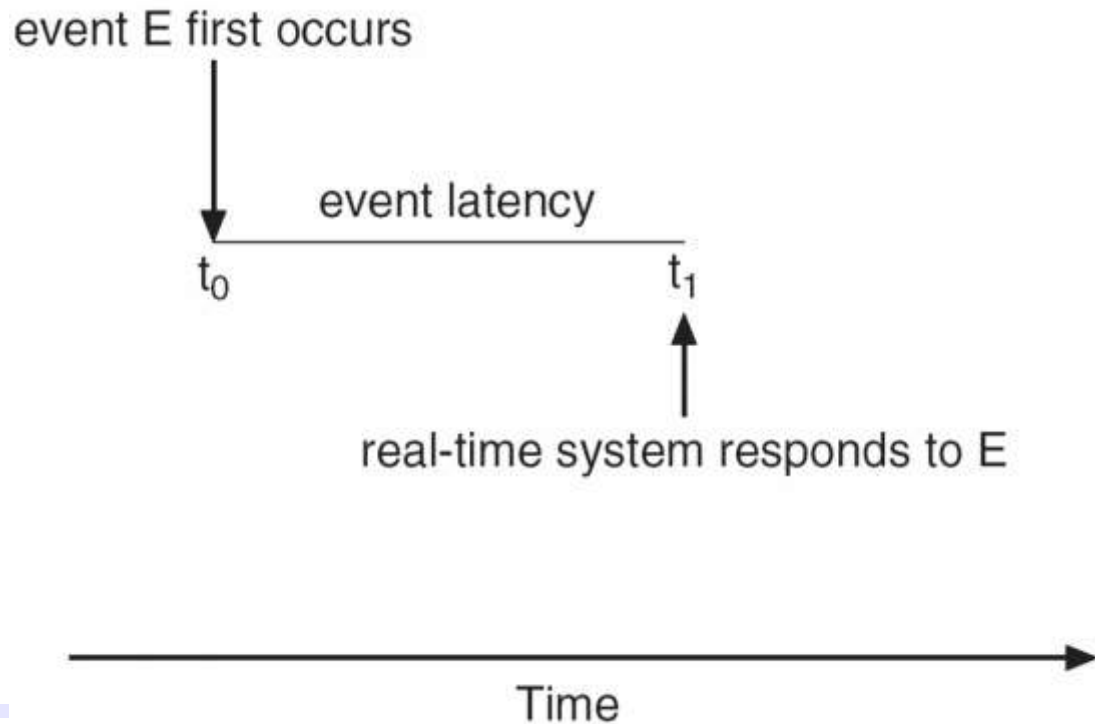 event E first occurs
event latency
t₀
t₁
real-time system responds to E
Time